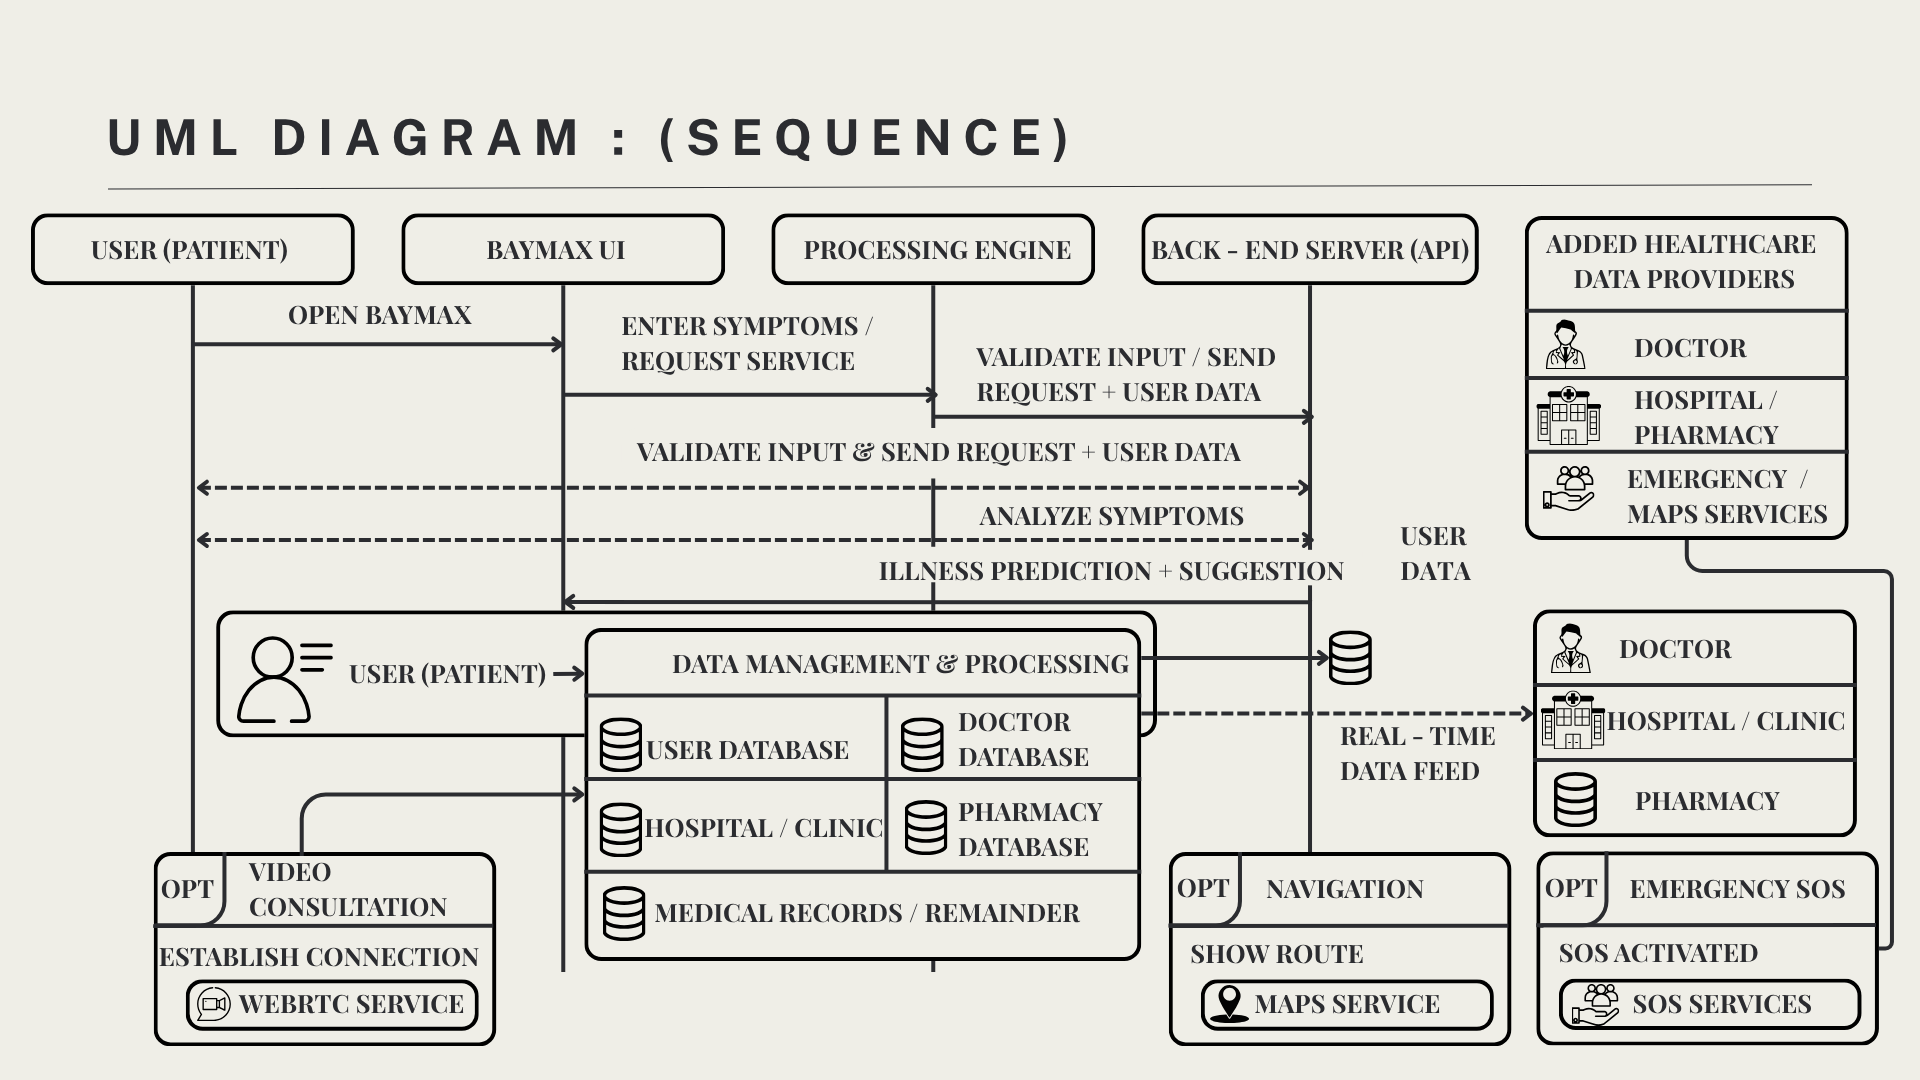 UML DIAGRAM : (SEQUENCE)
USER (PATIENT)
BAYMAX UI
PROCESSING ENGINE
BACK - END SERVER (API)
ADDED HEALTHCARE
DATA PROVIDERS
DOCTOR
HOSPITAL /
PHARMACY
EMERGENCY /
MAPS SERVICES
OPEN BAYMAX
ENTER SYMPTOMS /
REQUEST SERVICE
VALIDATE INPUT / SEND
REQUEST + USER DATA
VALIDATE INPUT & SEND REQUEST + USER DATA
ANALYZE SYMPTOMS
ILLNESS PREDICTION + SUGGESTION
USER
DATA
USER (PATIENT)
DATA MANAGEMENT & PROCESSING
USER DATABASE
DOCTOR
DATABASE
HOSPITAL / CLINIC
PHARMACY
DATABASE
MEDICAL RECORDS / REMAINDER
REAL - TIME
DATA FEED
DOCTOR
HOSPITAL / CLINIC
PHARMACY
OPT
VIDEO
CONSULTATION
ESTABLISH CONNECTION
WEBRTC SERVICE
OPT
NAVIGATION
SHOW ROUTE
MAPS SERVICE
OPT
EMERGENCY SOS
SOS ACTIVATED
SOS SERVICES